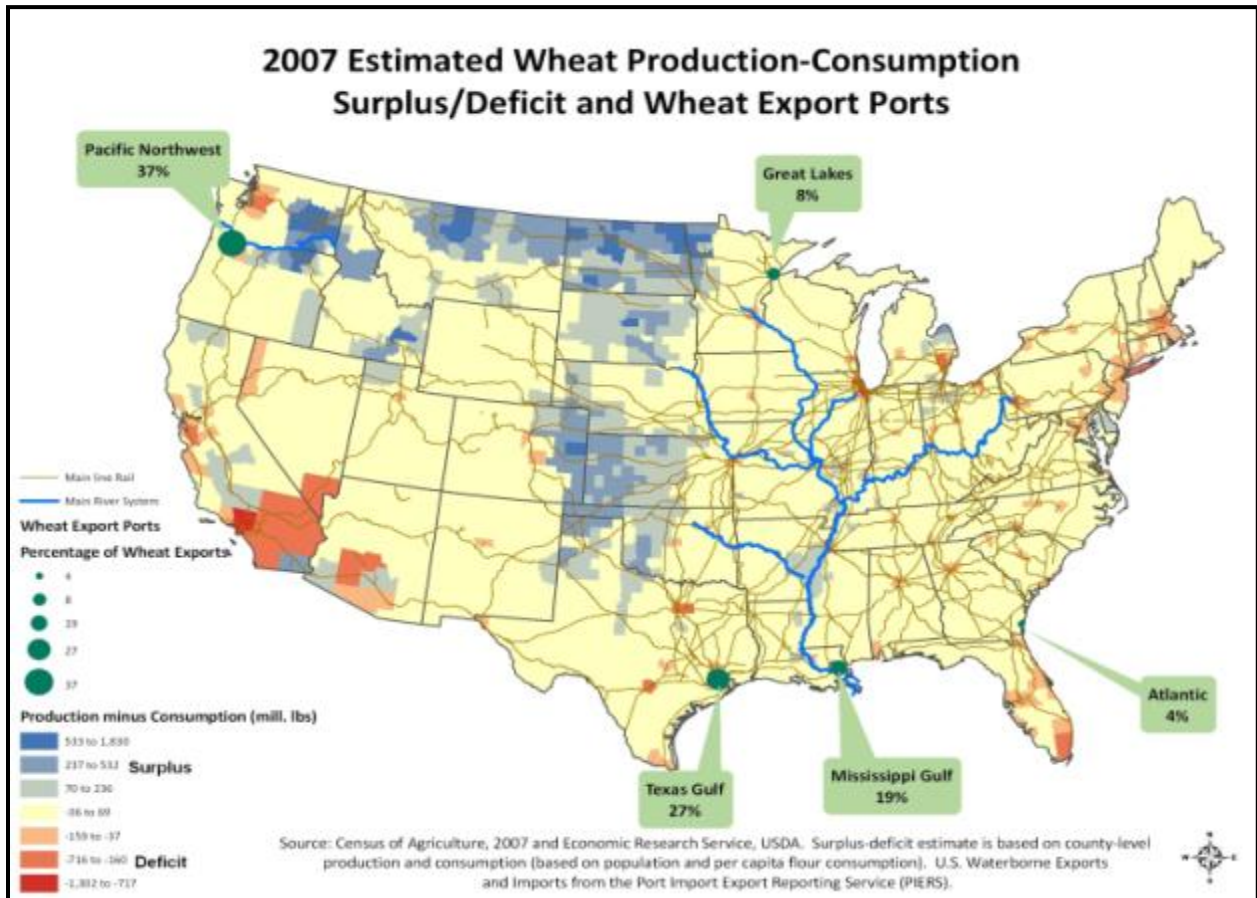 2007 Estimated Wheat Production-Consumption
Surplus/Deficit and Wheat Export Ports
Pacific Northwest
37%
Great Lakes
8%
Main line Rail
Main River System
Wheat Export Ports
Percentage of Wheat Exports
4
8
19
27
37
Production minus Consumption (mill. lbs)
533 to 1,830
237 to 532 Surplus
70 to 236
-36 to 69
-159 to -37
-716 to -160 Deficit
-1,302 to -717
Atlantic
4%
Texas Gulf
27%
Mississippi Gulf
19%
Source: Census of Agriculture, 2007 and Economic Research Service, USDA. Surplus-deficit estimate is based on county-level
production and consumption (based on population and per capita flour consumption). U.S. Waterborne Exports
and Imports from the Port Import Export Reporting Service (PIERS).